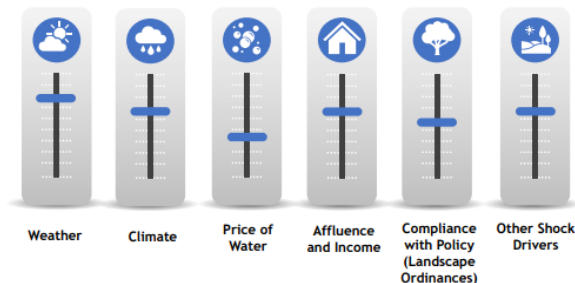 Weather
Climate
Price of
Water
Affluence
and Income
Compliance
with Policy
(Landscape
Ordinances)
Other Shock
Drivers